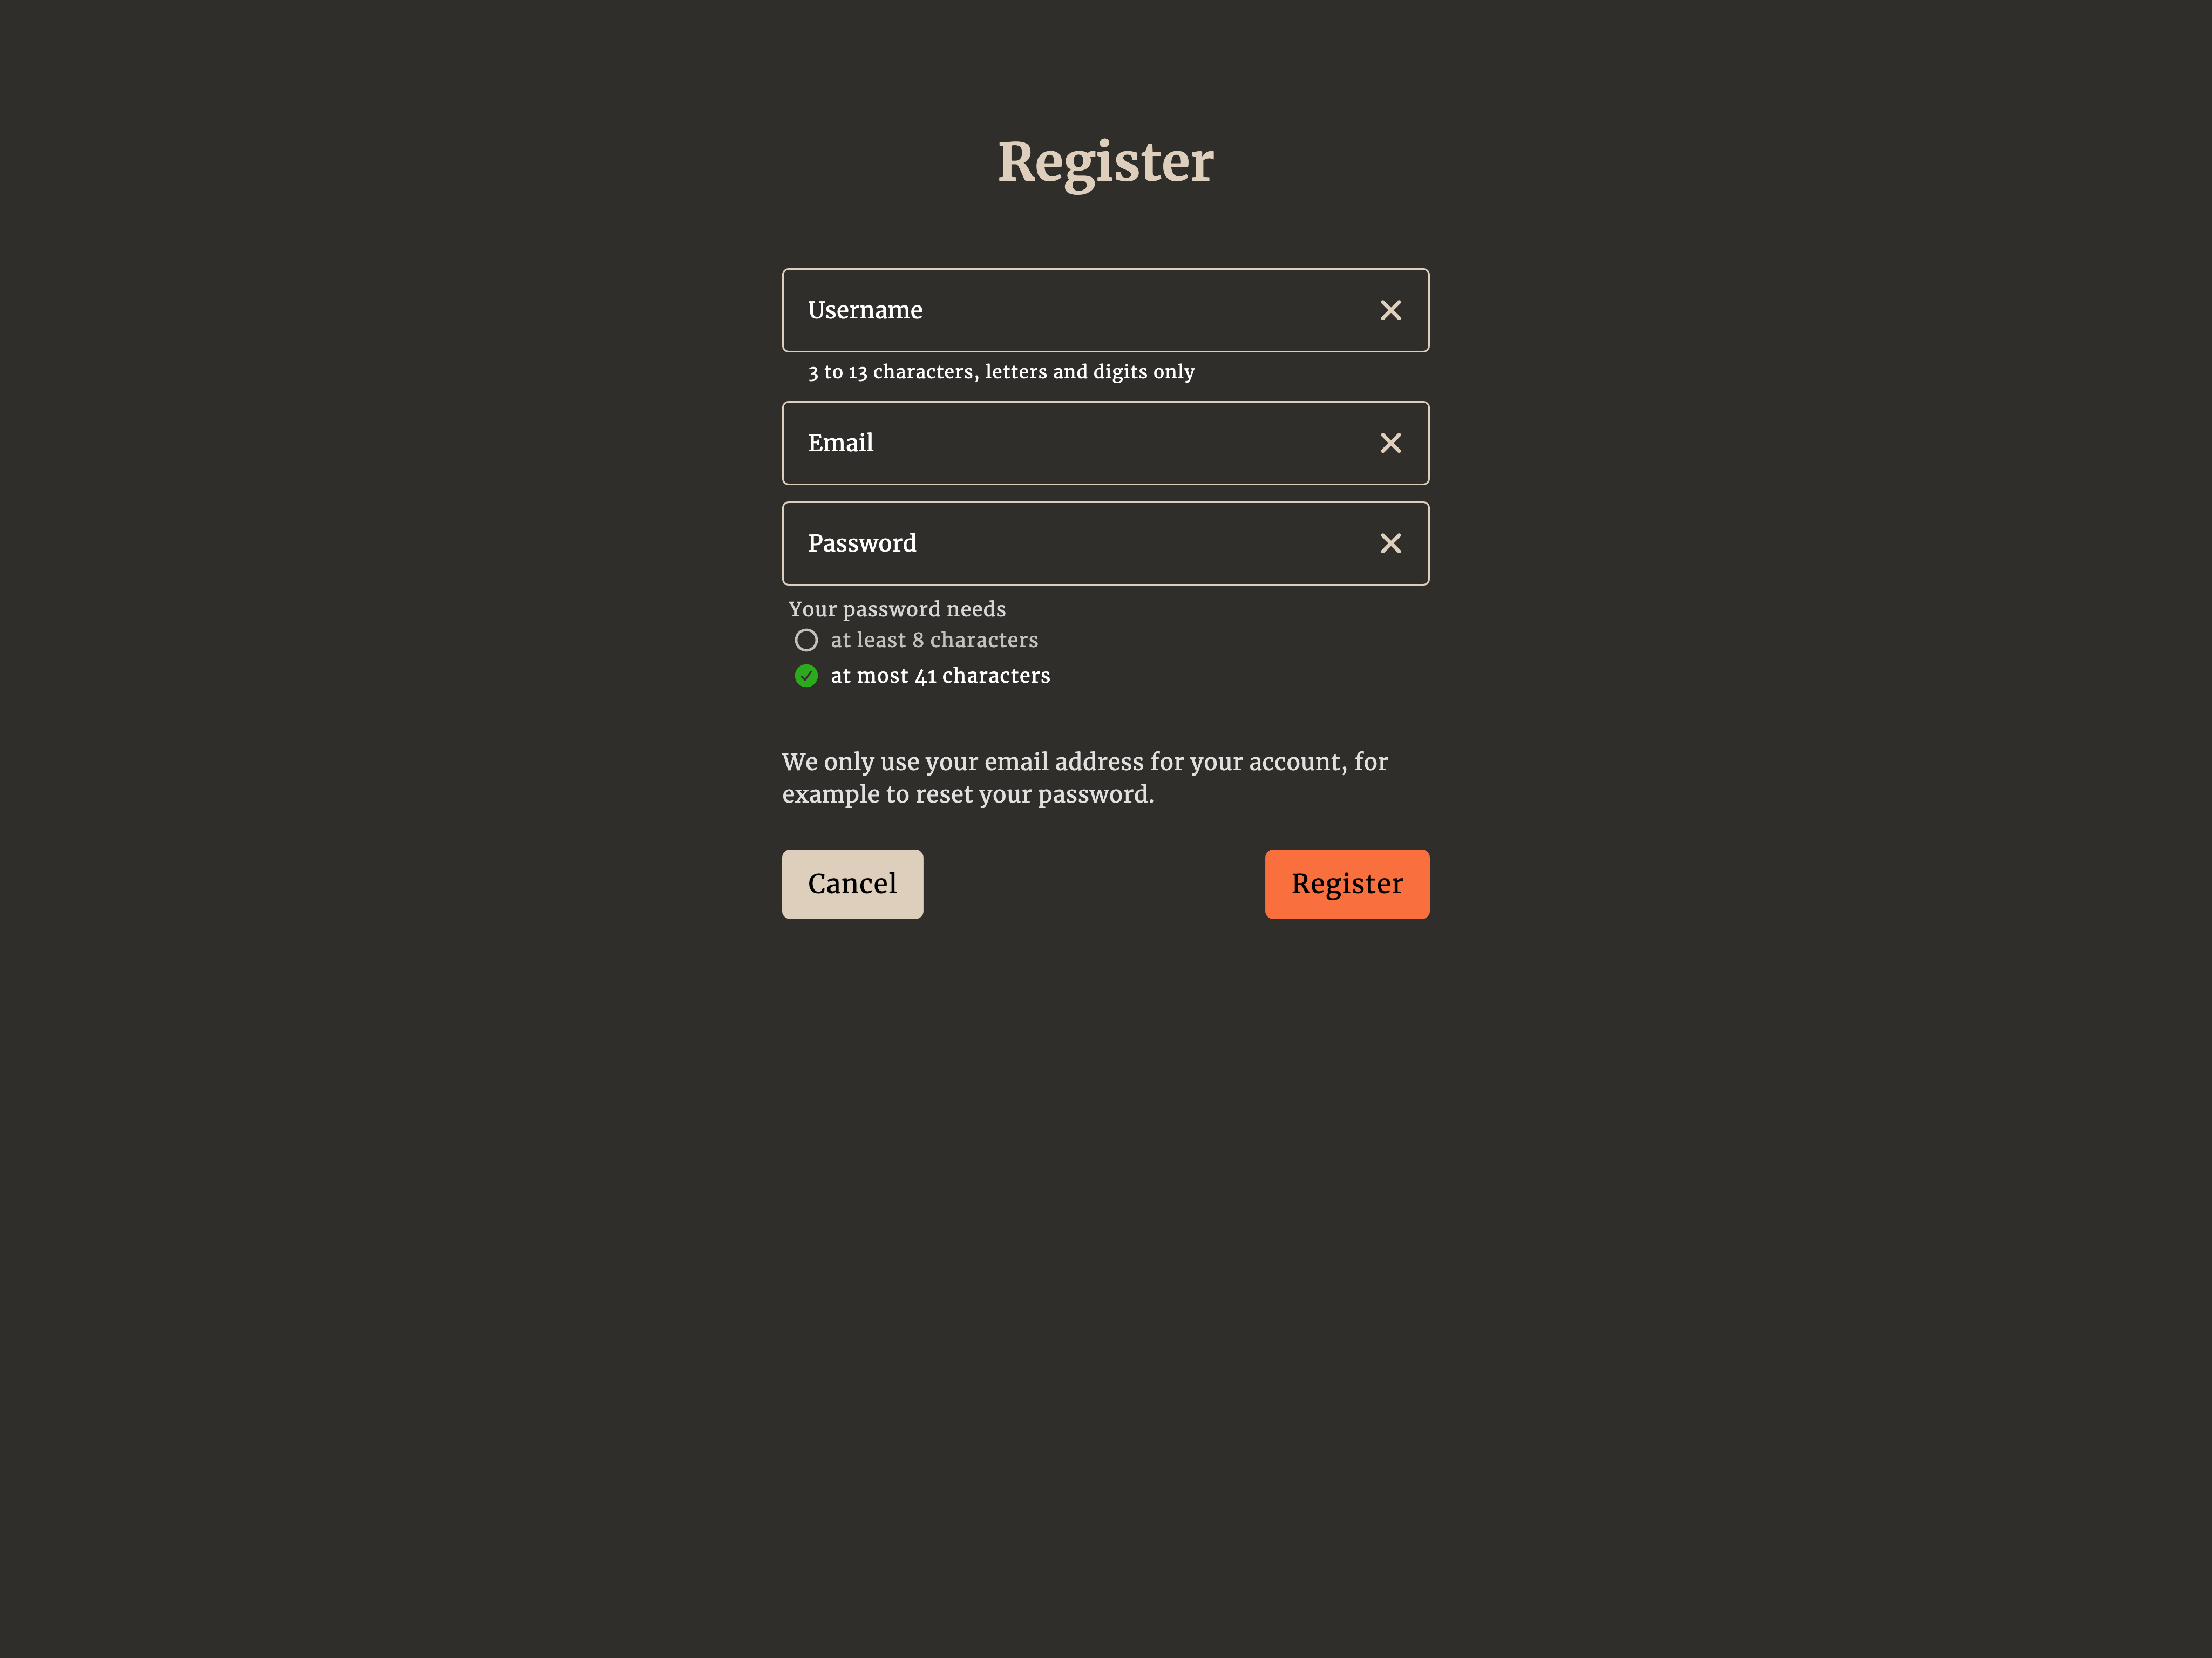 Register
Username
3 to 13 characters, letters and digits only
Email
Password
Your password needs
at least 8 characters
at most 41 characters
We only use your email address for your account, for
example to reset your password.
Cancel
Register